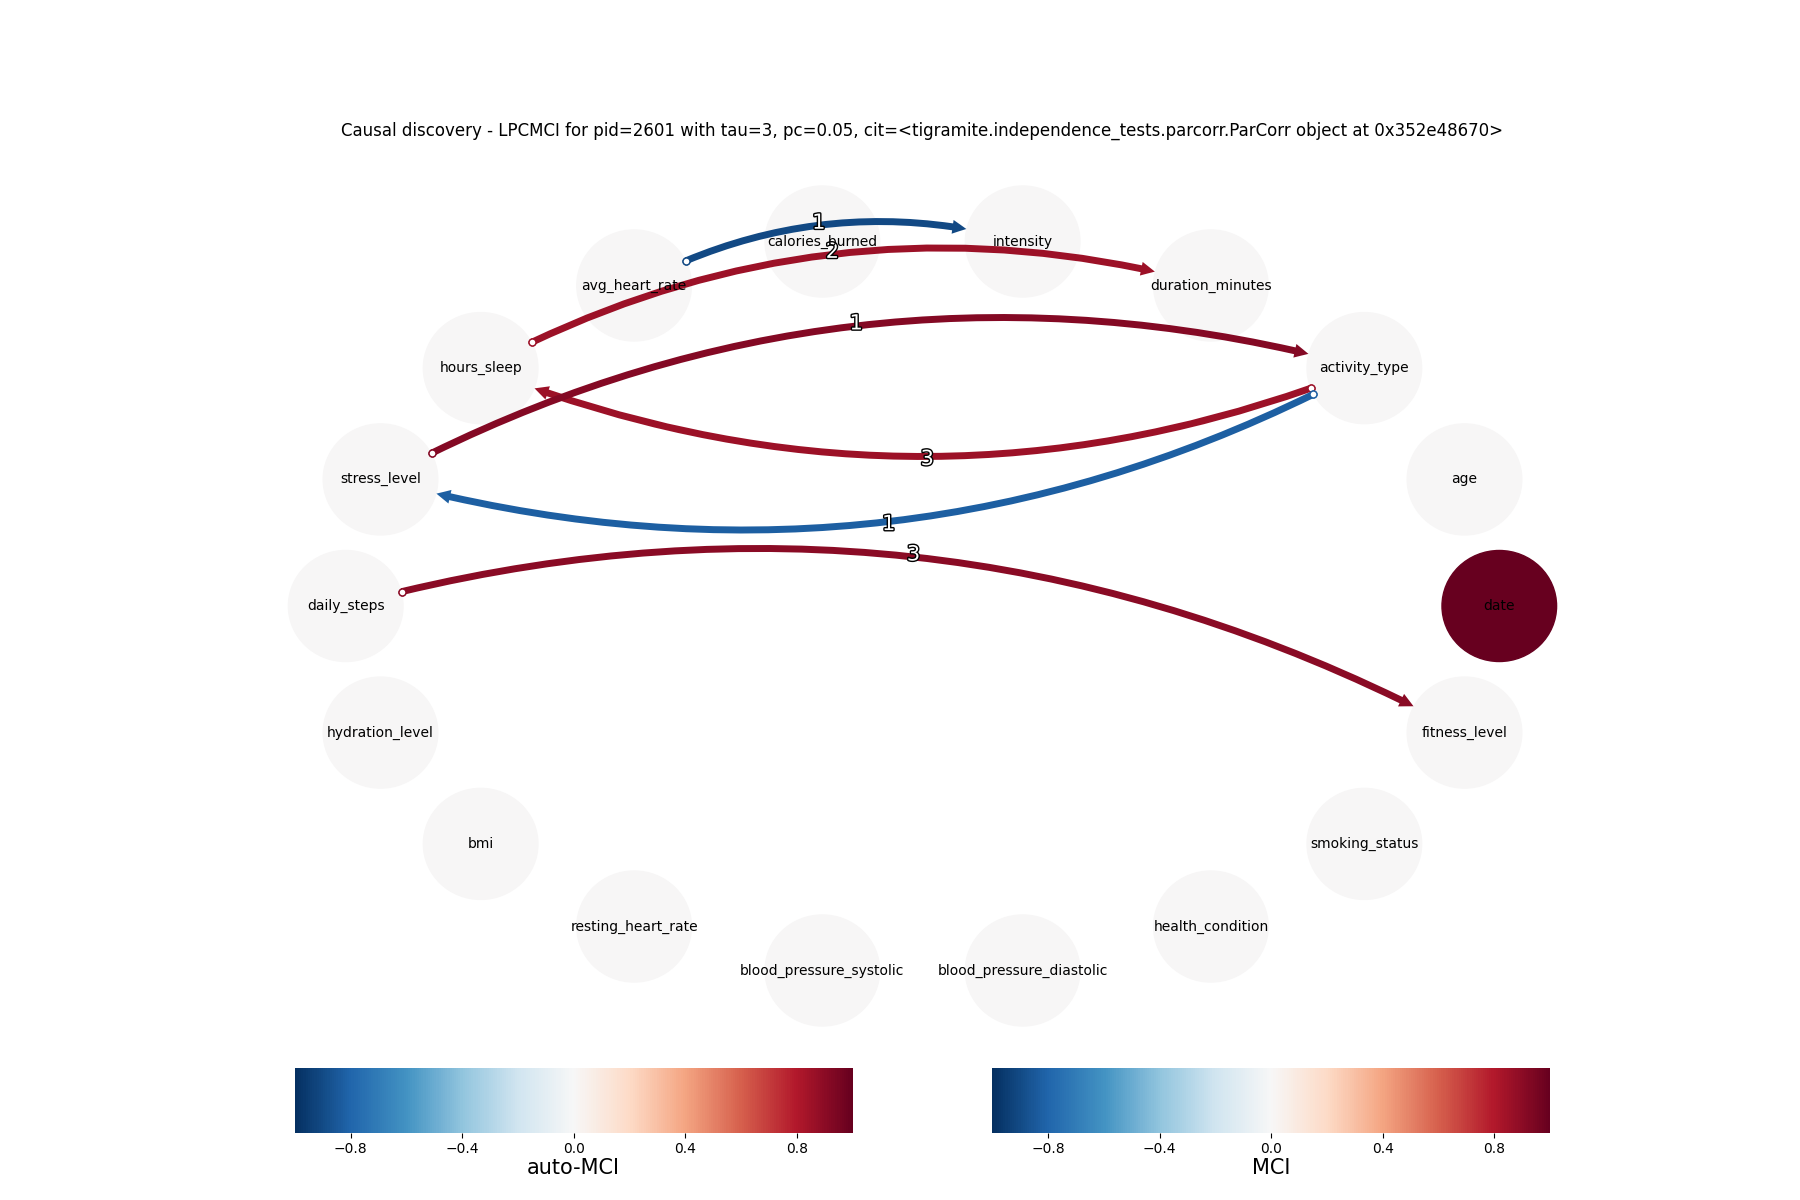 Causal discovery - LPCMCI for pid=2601 with tau=3, pc=0.05, cit=<tigramite.independence_tests.parcorr.ParCorr object at 0x352e48670>
1
calories_burned
intensity
2
avg_heart_rate
duration_minutes
1
hours_sleep
activity_type
3
stress_level
age
1
3
daily_steps
date
hydration_level
fitness_level
bmi
smoking_status
resting_heart_rate
health_condition
blood_pressure_systolic
blood_pressure_diastolic
−0.8 −0.4 0.0 0.4 0.8
auto-MCI
−0.8 −0.4 0.0 0.4 0.8
MCI